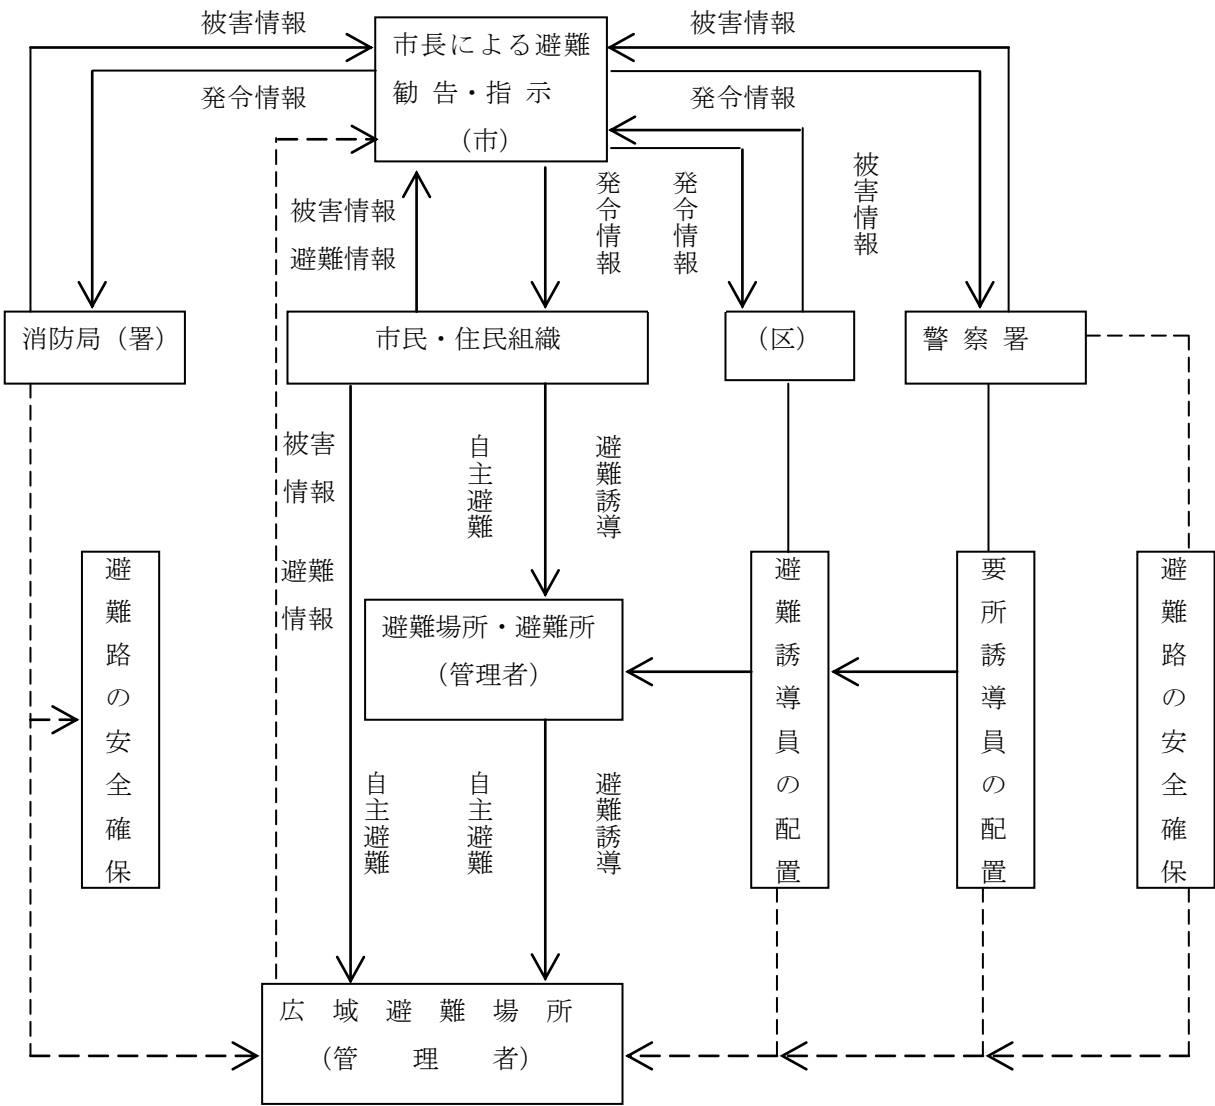 被害情報
被害情報
市長による避難
勧 告・指 示
(市)
発令情報
発令情報
被害情報
避難情報
発令情報
発令情報
被害情報
消防局（署）
市民・住民組織
（区）
警 察 署
被害
情報
避難
情報
自主避難
避難誘導
避難路の安全確保
避難場所・避難所
（管理者）
避難誘導員の配置
要所誘導員の配置
避難路の安全確保
自主避難
自主避難
避難誘導
広 域 避 難 場 所
(管 理 者)